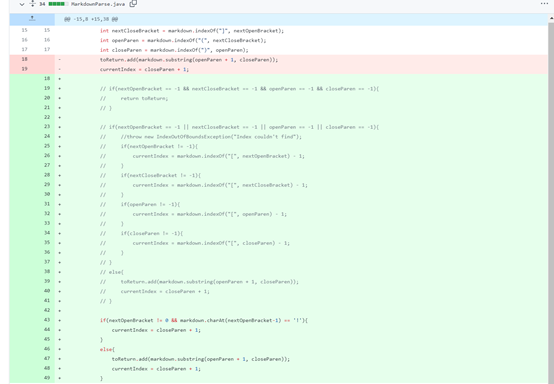 34 MarkdownParse.java
@@ -15,8 +15,38 @@
15 15 int nextCloseBracket = markdown.indexOf("]", nextOpenBracket);
16 16 int openParen = markdown.indexOf("(", nextCloseBracket);
17 17 int closeParen = markdown.indexOf(")", openParen);
18 - toReturn.add(markdown.substring(openParen + 1, closeParen));
19 - currentIndex = closeParen + 1;
18 +
19 + // if(nextOpenBracket == -1 && nextCloseBracket == -1 && openParen == -1 && closeParen == -1){
20 + // return toReturn;
21 + // }
22 +
23 + // if(nextOpenBracket == -1 || nextCloseBracket == -1 || openParen == -1 || closeParen == -1){
24 + // //throw new IndexOutOfBoundsException("Index couldn't find");
25 + // if(nextOpenBracket != -1){
26 + // currentIndex = markdown.indexOf("[", nextOpenBracket) - 1;
27 + // }
28 + // if(nextCloseBracket != -1){
29 + // currentIndex = markdown.indexOf("[", nextCloseBracket) - 1;
30 + // }
31 + // if(openParen != -1){
32 + // currentIndex = markdown.indexOf("[", openParen) - 1;
33 + // }
34 + // if(closeParen != -1){
35 + // currentIndex = markdown.indexOf("[", closeParen) - 1;
36 + // }
37 + // }
38 + // else{
39 + // toReturn.add(markdown.substring(openParen + 1, closeParen));
40 + // currentIndex = closeParen + 1;
41 + // }
42 +
43 + if(nextOpenBracket != 0 && markdown.charAt(nextOpenBracket-1) == '!'){
44 + currentIndex = closeParen + 1;
45 + }
46 + else{
47 + toReturn.add(markdown.substring(openParen + 1, closeParen));
48 + currentIndex = closeParen + 1;
49 + }